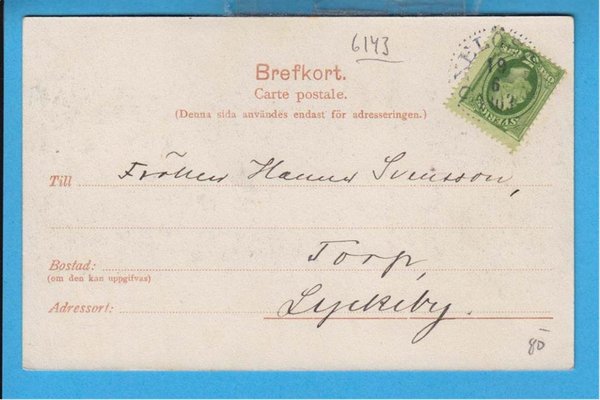 6143
Brefkort.
Carte postale.
(Denna sida användes endast för adresseringen.)
Till Fröken Hanna Svensson,
Torp,
Bostad:
(om den kan uppgifvas)
Adressort: Lyckeby.
80